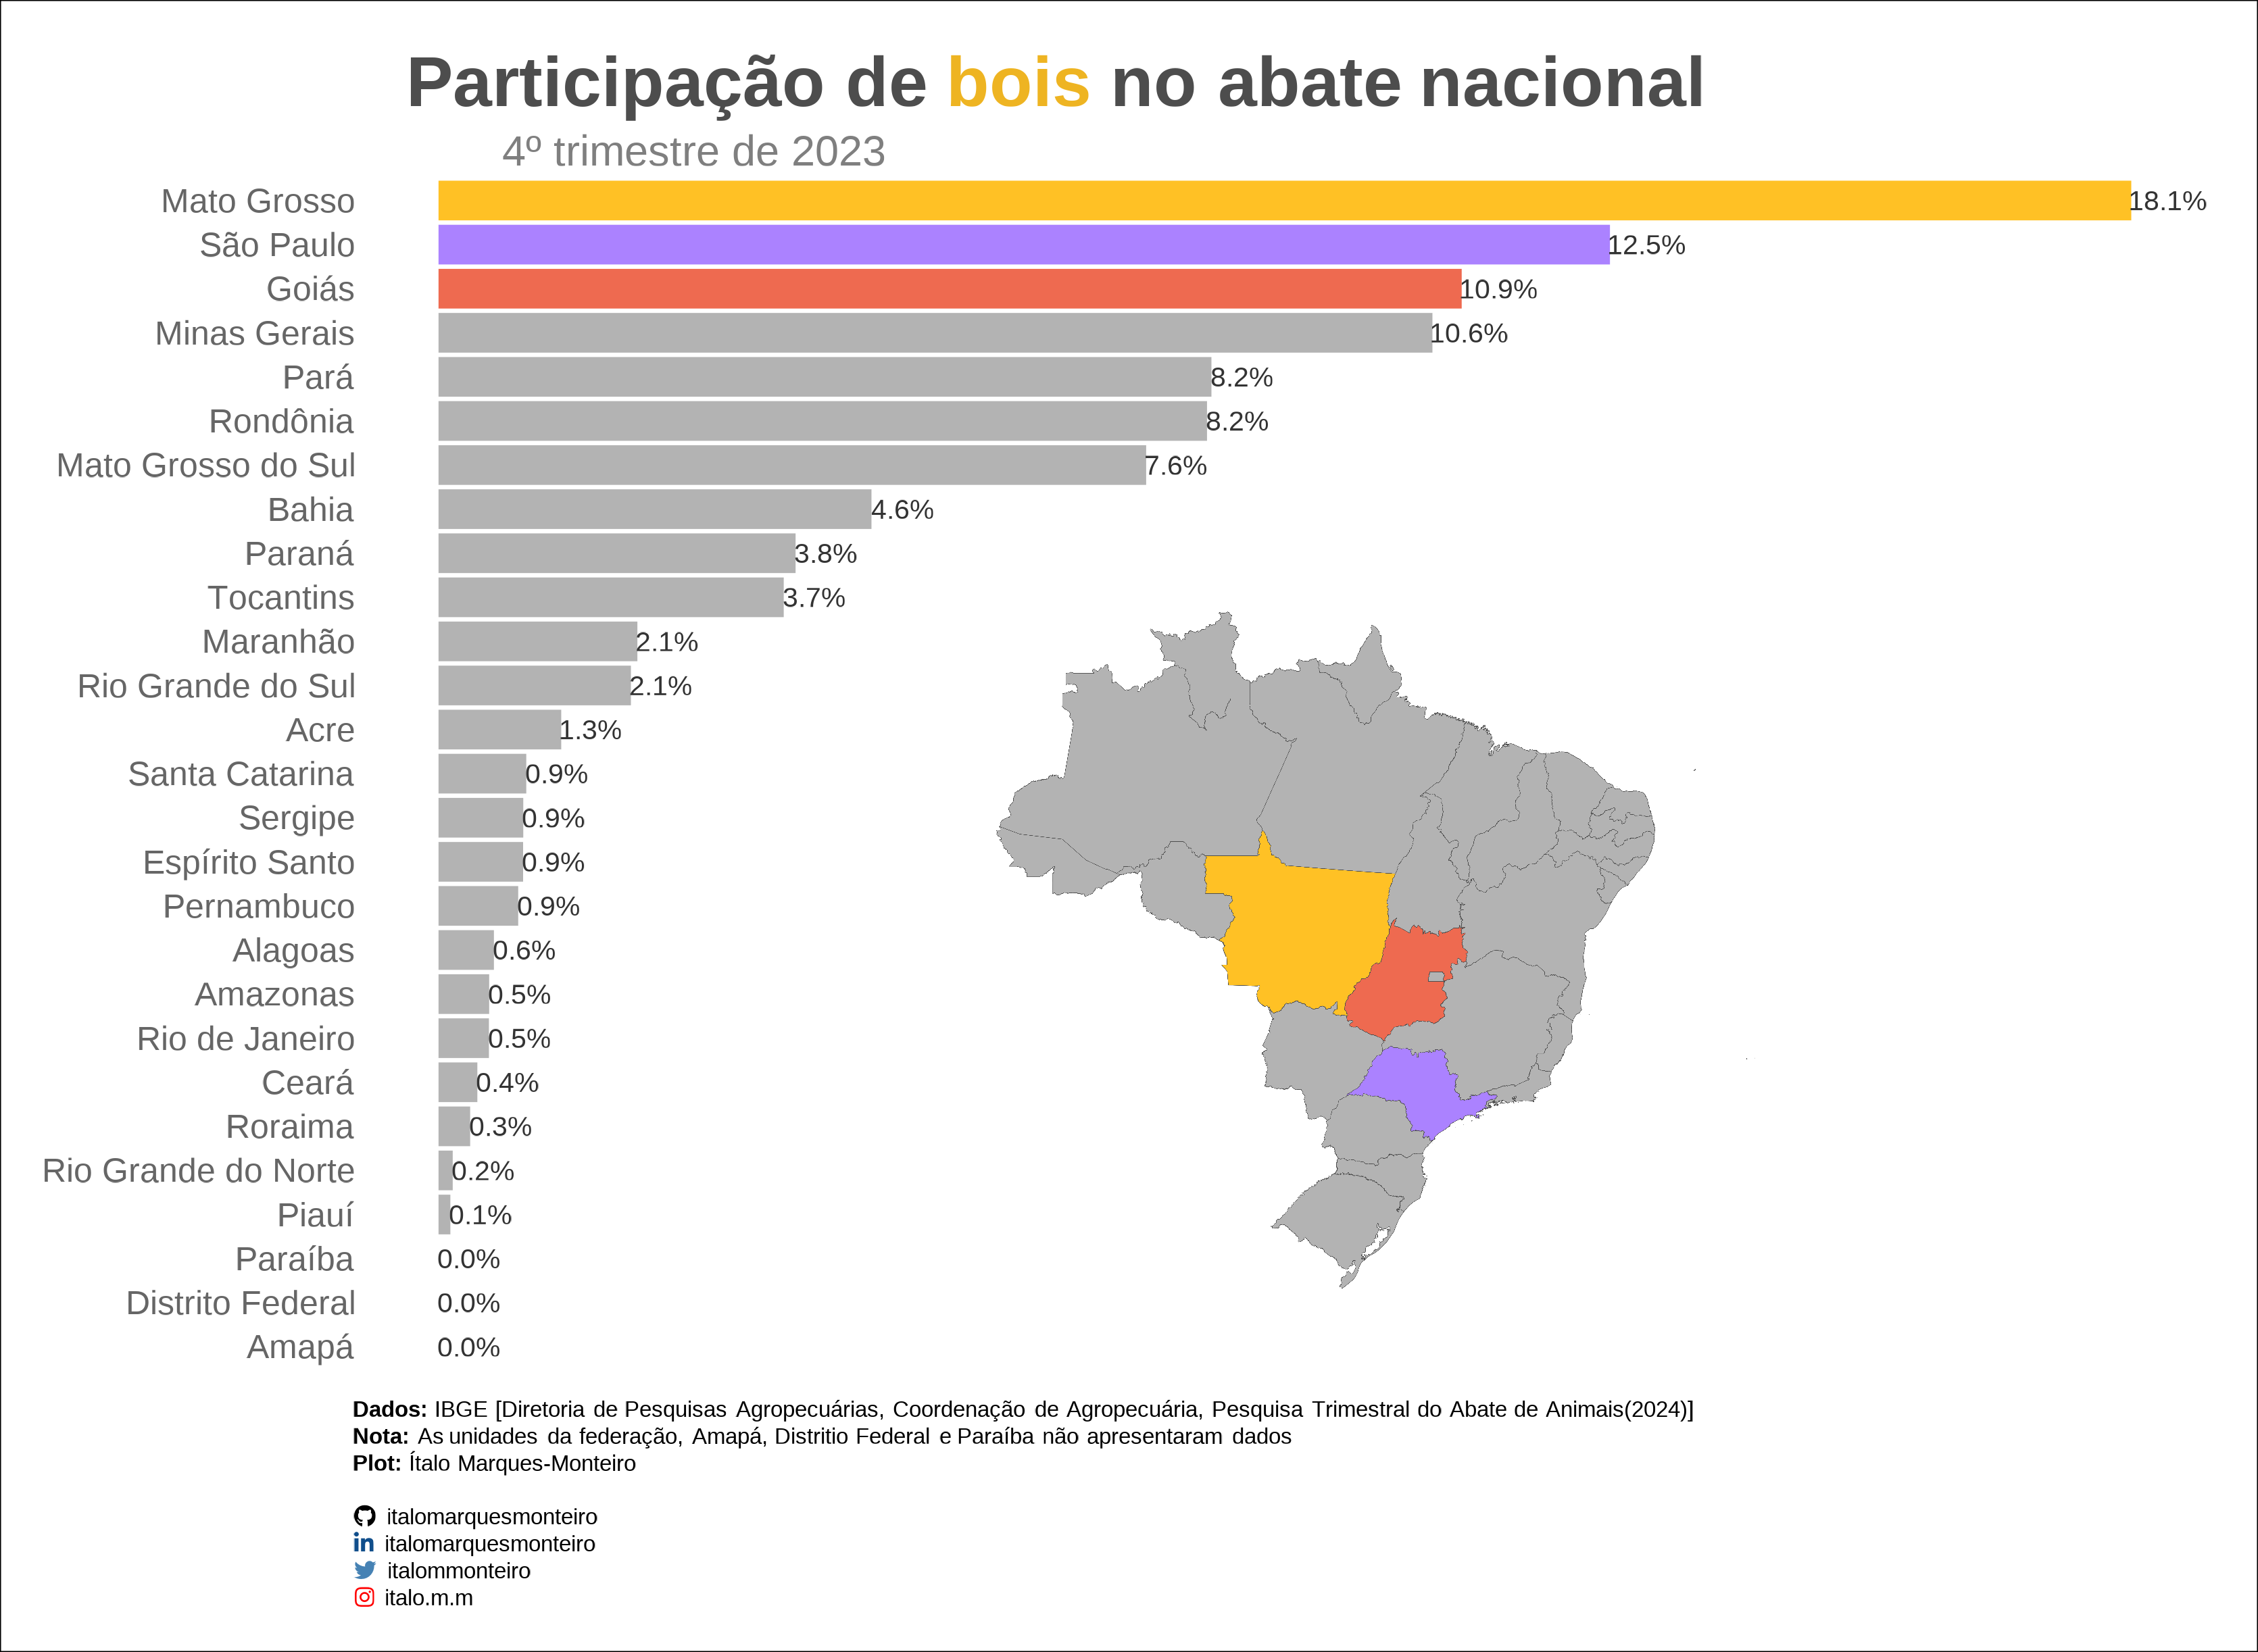 Participação de bois no abate nacional
4º trimestre de 2023
Mato Grosso 18.1%
São Paulo 12.5%
Goiás 10.9%
Minas Gerais 10.6%
Pará 8.2%
Rondônia 8.2%
Mato Grosso do Sul 7.6%
Bahia 4.6%
Paraná 3.8%
Tocantins 3.7%
Maranhão 2.1%
Rio Grande do Sul 2.1%
Acre 1.3%
Santa Catarina 0.9%
Sergipe 0.9%
Espírito Santo 0.9%
Pernambuco 0.9%
Alagoas 0.6%
Amazonas 0.5%
Rio de Janeiro 0.5%
Ceará 0.4%
Roraima 0.3%
Rio Grande do Norte 0.2%
Piauí 0.1%
Paraíba 0.0%
Distrito Federal 0.0%
Amapá 0.0%
Dados: IBGE [Diretoria de Pesquisas Agropecuárias, Coordenação de Agropecuária, Pesquisa Trimestral do Abate de Animais(2024)]
Nota: As unidades da federação, Amapá, Distritio Federal e Paraíba não apresentaram dados
Plot: Ítalo Marques-Monteiro
italomarquesmonteiro
italomarquesmonteiro
italommonteiro
italo.m.m